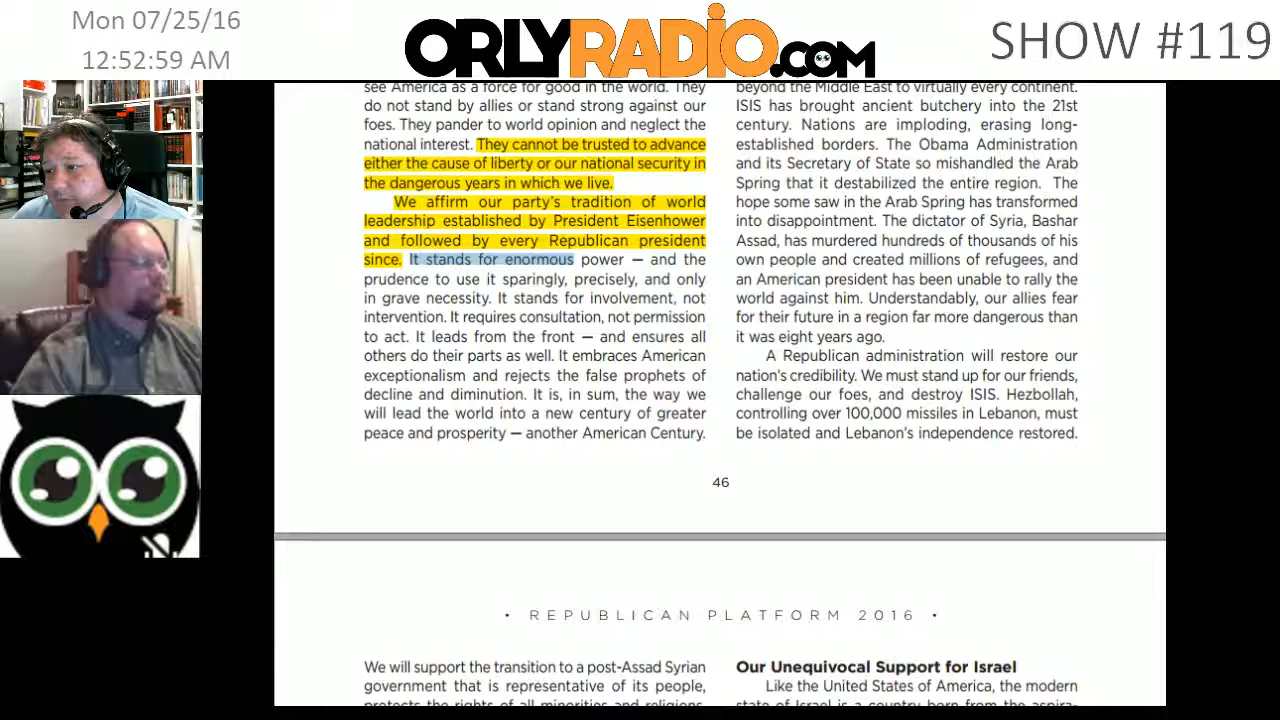 Mon 07/25/16
12:52:59 AM
ORLYRADIO.COM
SHOW #119
see America as a force for good in the world. They
do not stand by allies or stand strong against our
foes. They pander to world opinion and neglect the
national interest. They cannot be trusted to advance
either the cause of liberty or our national security in
the dangerous years in which we live.
We affirm our party's tradition of world
leadership established by President Eisenhower
and followed by every Republican president
since. It stands for enormous power — and the
prudence to use it sparingly, precisely, and only
in grave necessity. It stands for involvement, not
intervention. It requires consultation, not permission
to act. It leads from the front — and ensures all
others do their parts as well. It embraces American
exceptionalism and rejects the false prophets of
decline and diminution. It is, in sum, the way we
will lead the world into a new century of greater
peace and prosperity — another American Century.
beyond the Middle East to virtually every continent.
ISIS has brought ancient butchery into the 21st
century. Nations are imploding, erasing long-
established borders. The Obama Administration
and its Secretary of State so mishandled the Arab
Spring that it destabilized the entire region. The
hope some saw in the Arab Spring has transformed
into disappointment. The dictator of Syria, Bashar
Assad, has murdered hundreds of thousands of his
own people and created millions of refugees, and
an American president has been unable to rally the
world against him. Understandably, our allies fear
for their future in a region far more dangerous than
it was eight years ago.
A Republican administration will restore our
nation's credibility. We must stand up for our friends,
challenge our foes, and destroy ISIS. Hezbollah,
controlling over 100,000 missiles in Lebanon, must
be isolated and Lebanon's independence restored.
46
• REPUBLICAN PLATFORM 2016 •
We will support the transition to a post-Assad Syrian
government that is representative of its people,
protects the rights of all minorities and religions,
Our Unequivocal Support for Israel
Like the United States of America, the modern
state of Israel is a country born from the aspira-